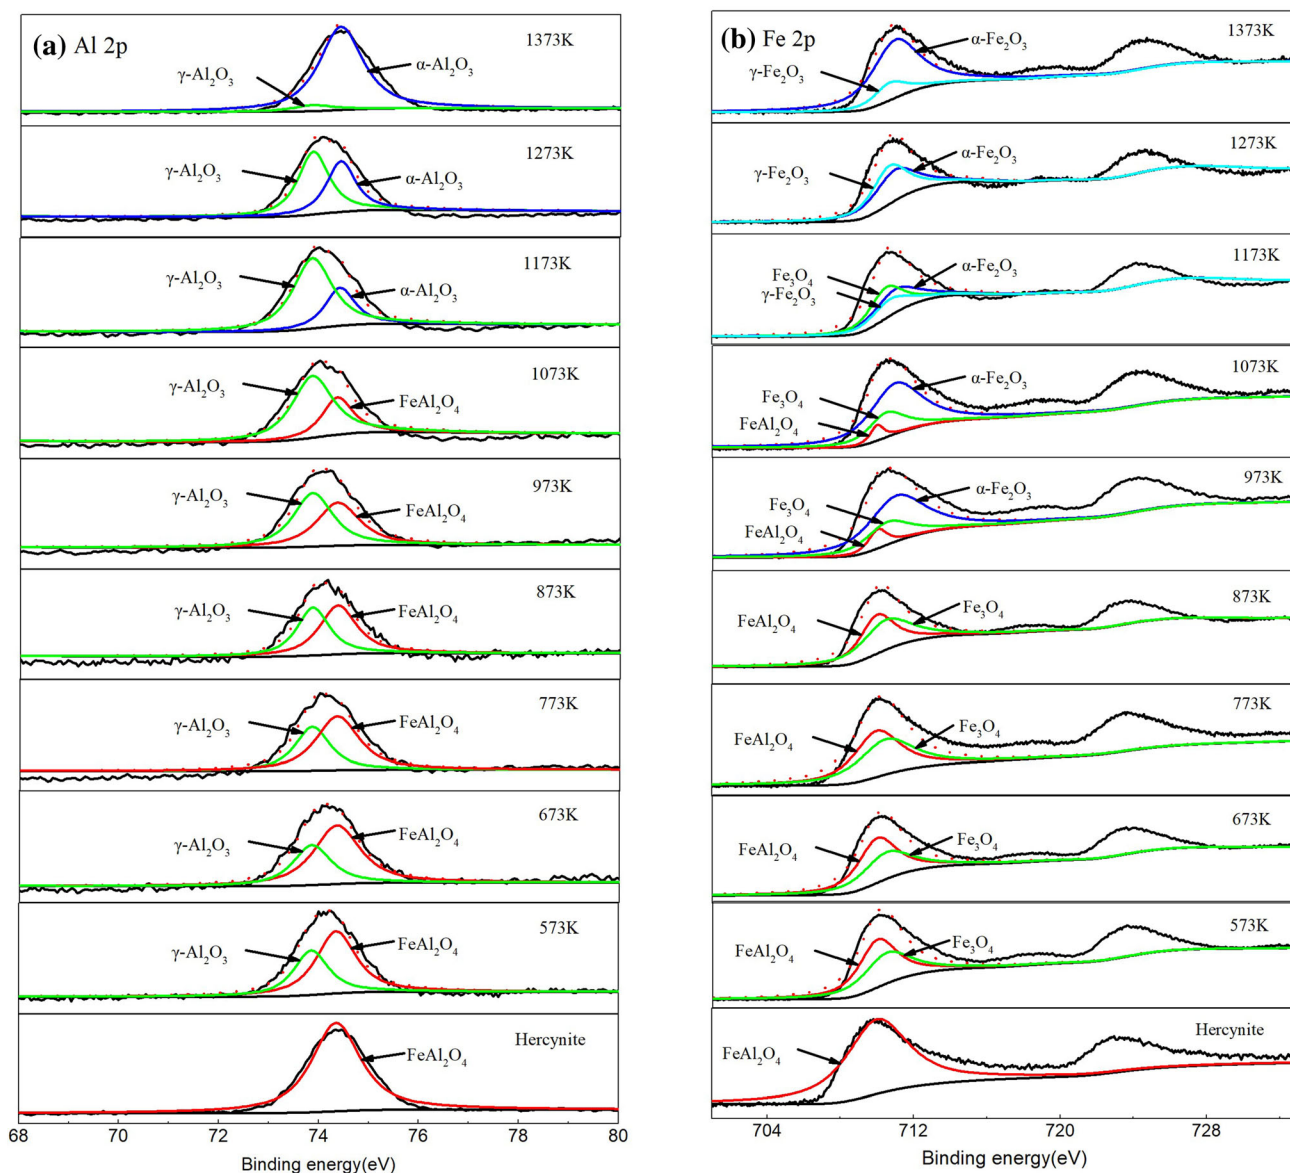 (a) Al 2p
1373K
γ-Al₂O₃
α-Al₂O₃
1273K
γ-Al₂O₃
α-Al₂O₃
1173K
γ-Al₂O₃
α-Al₂O₃
1073K
γ-Al₂O₃
FeAl₂O₄
973K
γ-Al₂O₃
FeAl₂O₄
873K
γ-Al₂O₃
FeAl₂O₄
773K
γ-Al₂O₃
FeAl₂O₄
673K
γ-Al₂O₃
FeAl₂O₄
573K
γ-Al₂O₃
FeAl₂O₄
Hercynite
FeAl₂O₄
68 70 72 74 76 78 80
Binding energy(eV)
(b) Fe 2p
1373K
α-Fe₂O₃
γ-Fe₂O₃
1273K
α-Fe₂O₃
γ-Fe₂O₃
1173K
Fe₃O₄
α-Fe₂O₃
γ-Fe₂O₃
1073K
α-Fe₂O₃
Fe₃O₄
FeAl₂O₄
973K
α-Fe₂O₃
Fe₃O₄
FeAl₂O₄
873K
Fe₃O₄
FeAl₂O₄
773K
Fe₃O₄
FeAl₂O₄
673K
Fe₃O₄
FeAl₂O₄
573K
Fe₃O₄
FeAl₂O₄
Hercynite
FeAl₂O₄
704 712 720 728
Binding energy(eV)